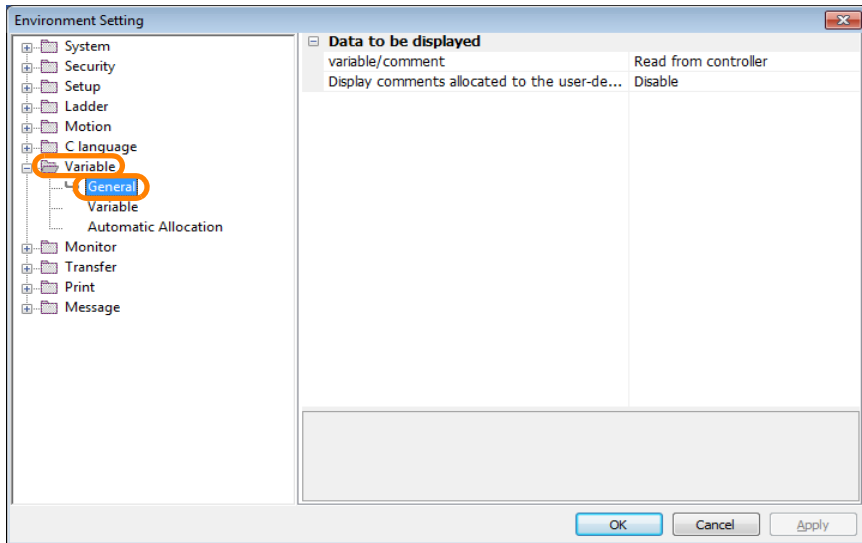 Environment Setting
System
Security
Setup
Ladder
Motion
C language
Variable
General
Variable
Automatic Allocation
Monitor
Transfer
Print
Message
Data to be displayed
variable/comment Read from controller
Display comments allocated to the user-de... Disable
OK Cancel Apply